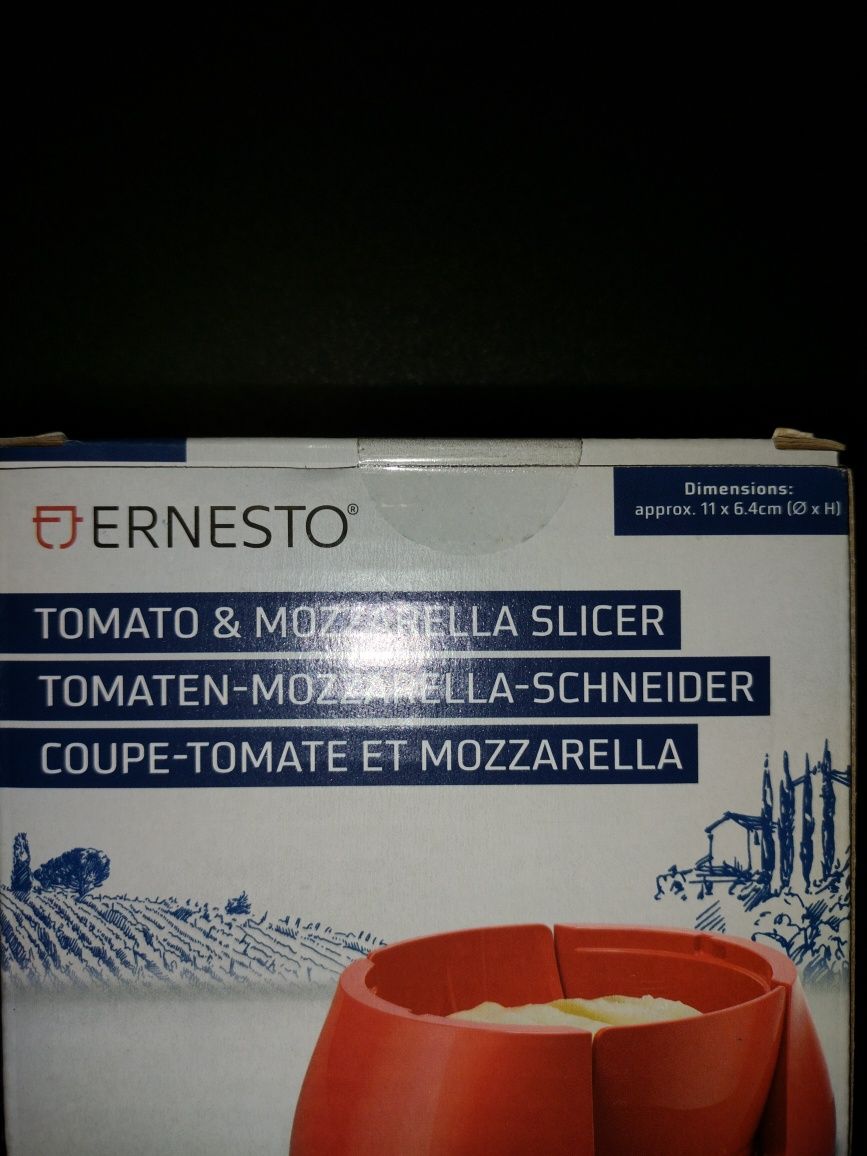 ERNESTO®
Dimensions:
approx. 11 x 6.4cm (Ø x H)
TOMATO & MOZZARELLA SLICER
TOMATEN-MOZZARELLA-SCHNEIDER
COUPE-TOMATE ET MOZZARELLA